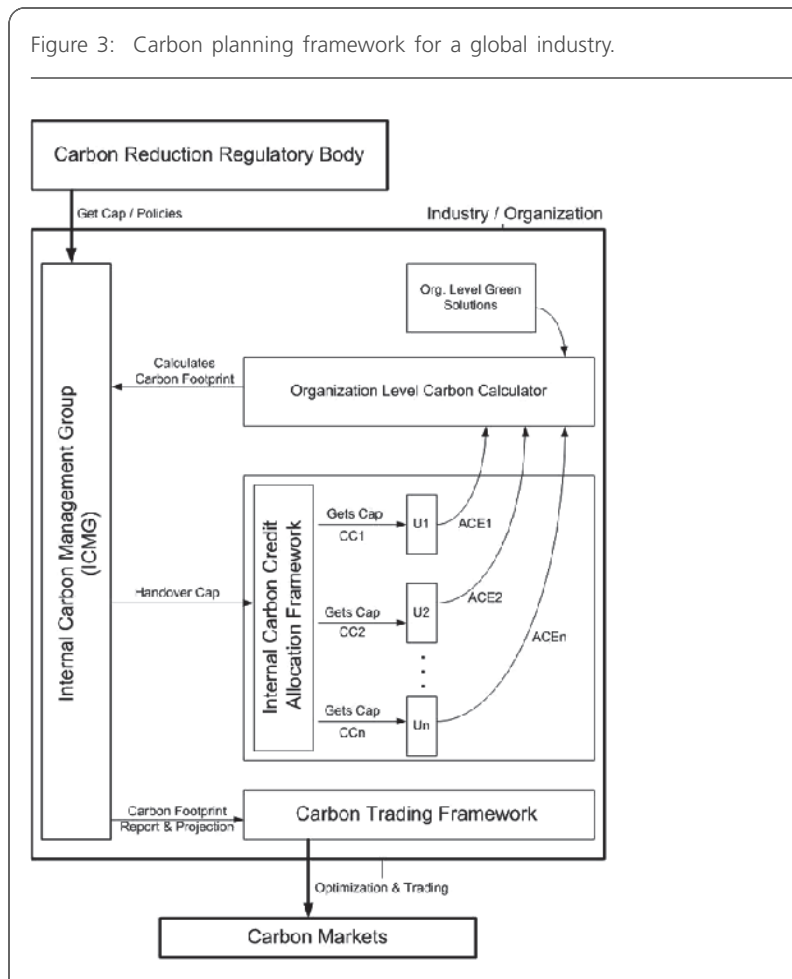 Figure 3: Carbon planning framework for a global industry.
Carbon Reduction Regulatory Body
Get Cap / Policies
Industry / Organization
Org. Level Green
Solutions
Calculates
Carbon Footprint
Organization Level Carbon Calculator
Internal Carbon Management Group
(ICMG)
Handover Cap
Internal Carbon Credit
Allocation Framework
Gets Cap
CC1
U1
ACE1
Gets Cap
CC2
U2
ACE2
Gets Cap
CCn
Un
ACEn
Carbon Footprint
Report & Projection
Carbon Trading Framework
Optimization & Trading
Carbon Markets